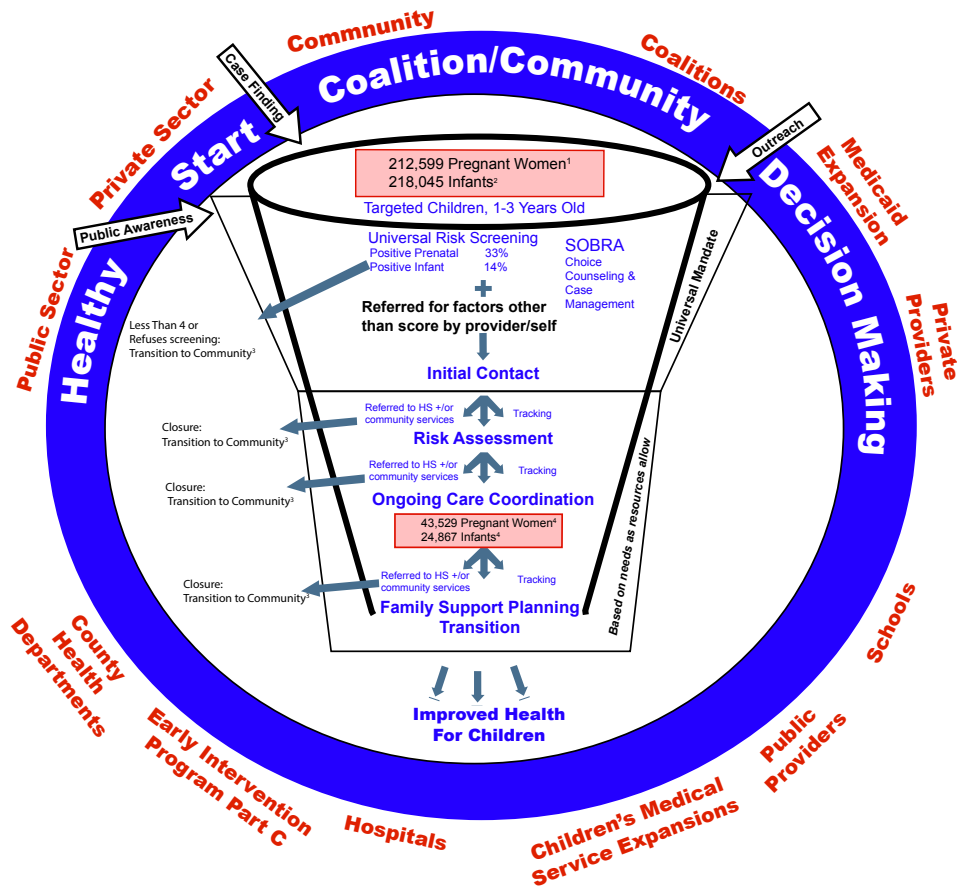 Commnunity
Coalitions
Private Sector
Public Sector
Medicaid
Expansion
Private
Providers
Healthy Start Coalition/Community Decision Making
Case Finding
Outreach
Public Awareness
212,599 Pregnant Women¹
218,045 Infants²
Targeted Children, 1-3 Years Old
Universal Risk Screening
Positive Prenatal 33%
Positive Infant 14%
SOBRA
Choice
Counseling &
Case
Management
+
Referred for factors other
than score by provider/self
Universal Mandate
Less Than 4 or
Refuses screening:
Transition to Community³
Initial Contact
Referred to HS +/or
community services
Tracking
Closure:
Transition to Community³
Risk Assessment
Referred to HS +/or
community services
Tracking
Closure:
Transition to Community³
Ongoing Care Coordination
43,529 Pregnant Women⁴
24,867 Infants⁴
Based on needs as resources allow
Referred to HS +/or
community services
Tracking
Closure:
Transition to Community³
Family Support Planning
Transition
Improved Health
For Children
County
Health
Departments
Early Intervention
Program Part C
Hospitals
Children's Medical
Service Expansions
Public
Providers
Schools